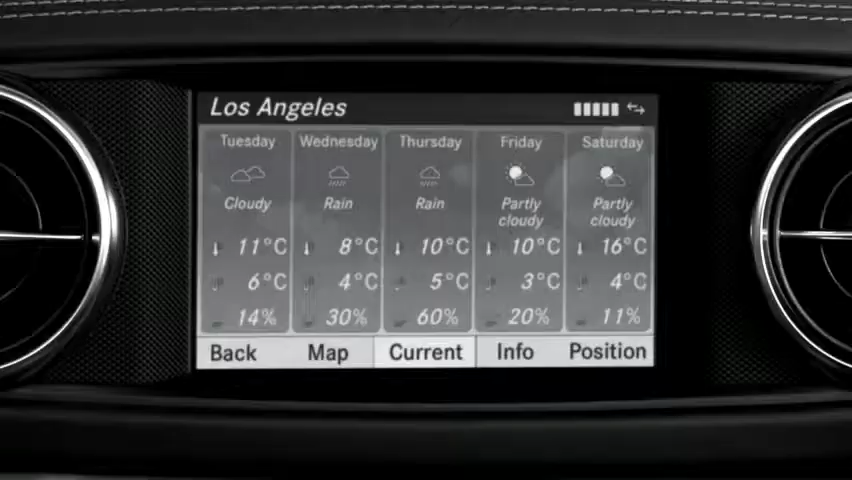 Los Angeles
Tuesday Wednesday Thursday Friday Saturday
Cloudy Rain Rain Partly cloudy Partly cloudy
11°C 8°C 10°C 10°C 16°C
6°C 4°C 5°C 3°C 4°C
14% 30% 60% 20% 11%
Back Map Current Info Position